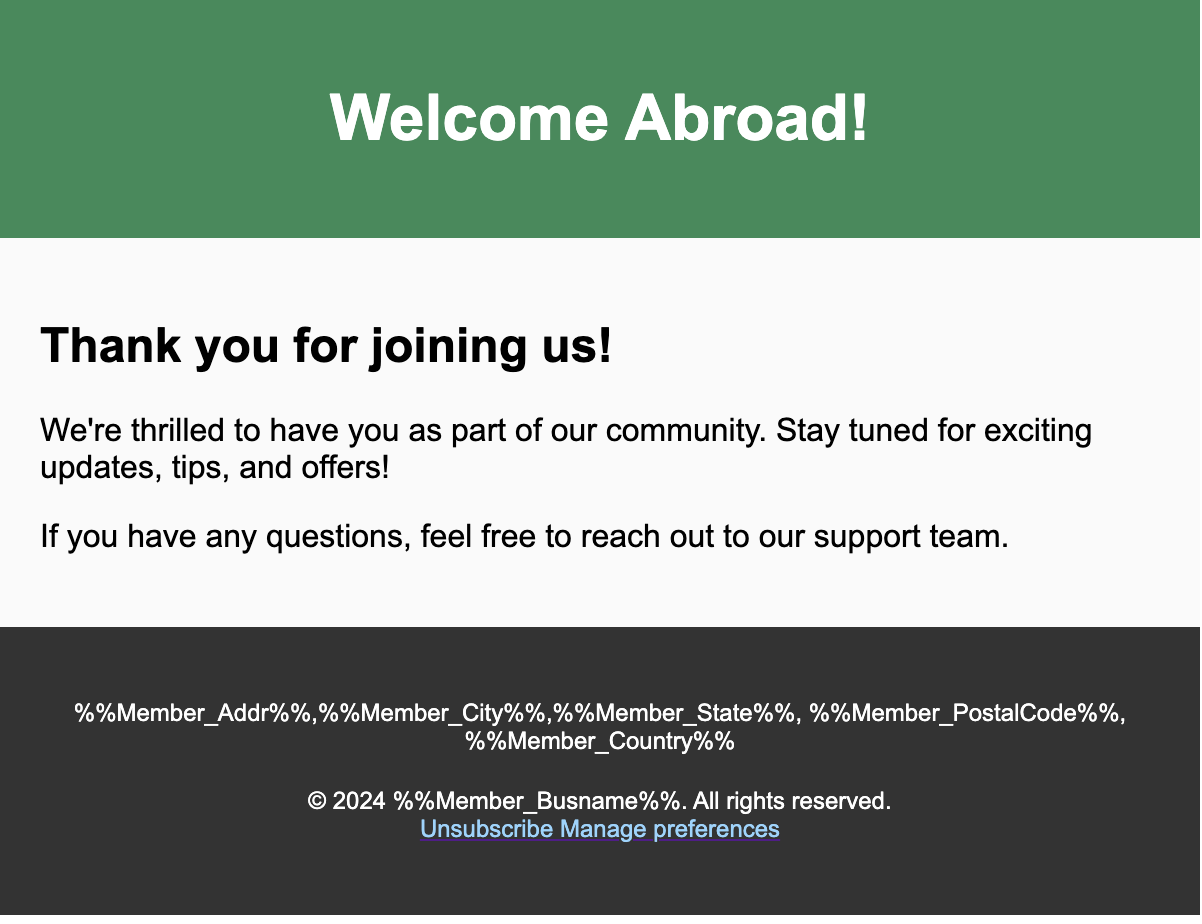 Welcome Abroad!
Thank you for joining us!
We're thrilled to have you as part of our community. Stay tuned for exciting
updates, tips, and offers!
If you have any questions, feel free to reach out to our support team.
%%Member_Addr%%,%%Member_City%%,%%Member_State%%, %%Member_PostalCode%%,
%%Member_Country%%
© 2024 %%Member_Busname%%. All rights reserved.
Unsubscribe Manage preferences